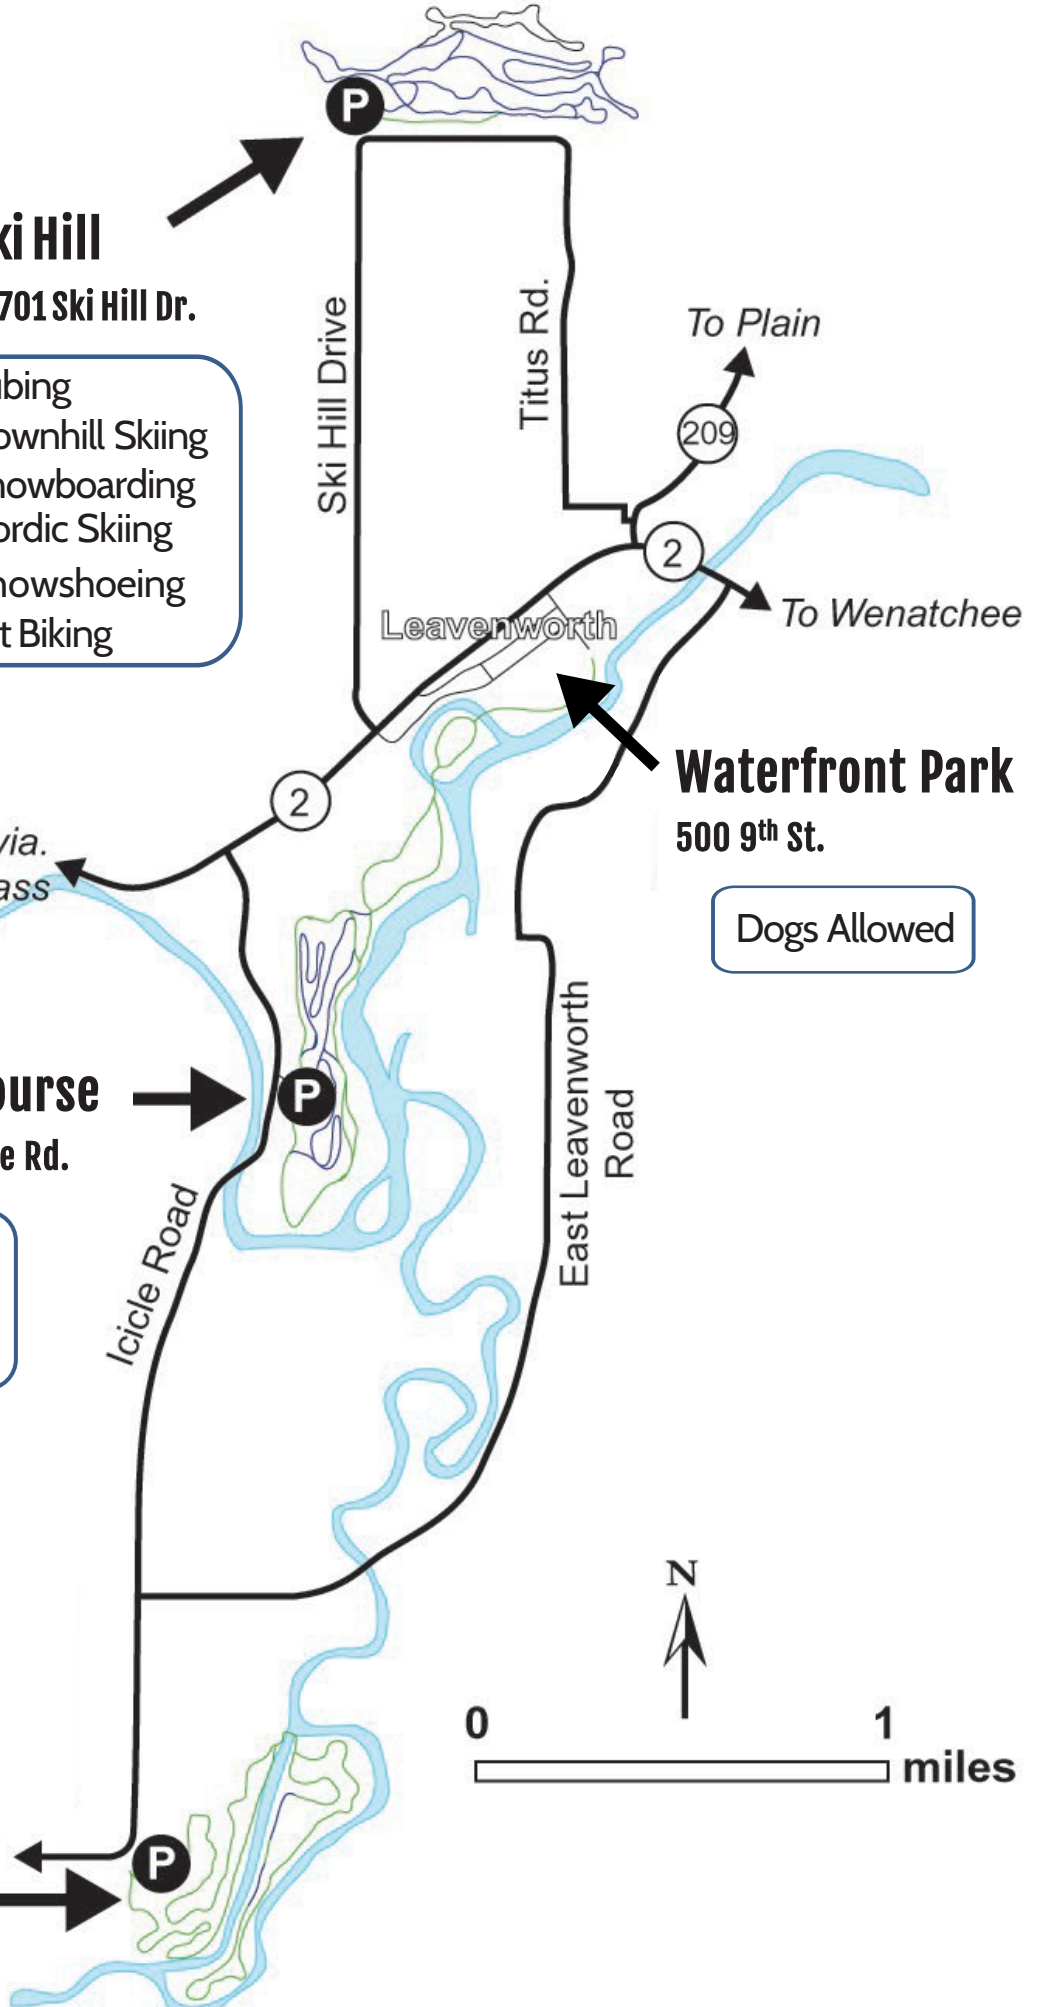 P
ki Hill
701 Ski Hill Dr.
bing
ownhill Skiing
nowboarding
ordic Skiing
nowshoeing
t Biking
Ski Hill Drive
Titus Rd.
To Plain
209
2
To Wenatchee
Leavenworth
Waterfront Park
500 9th St.
Dogs Allowed
2
via.
ass
ourse
e Rd.
P
East Leavenworth
Road
Icicle Road
N
0 1
miles
P